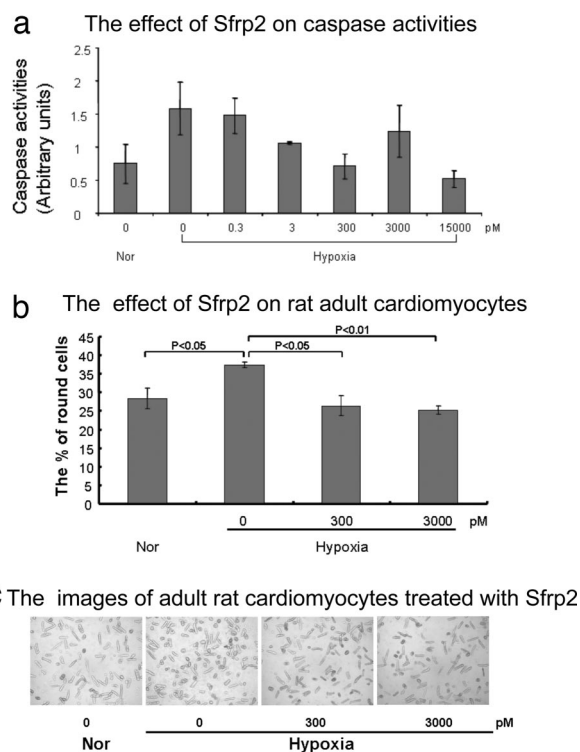 a The effect of Sfrp2 on caspase activities
Caspase activities
(Arbitrary units)
2.5
2
1.5
1
0.5
0
0 0 0.3 3 300 3000 15000 pM
Nor Hypoxia
b The effect of Sfrp2 on rat adult cardiomyocytes
The % of round cells
45
40
35
30
25
20
15
10
5
0
P<0.01
P<0.05 P<0.05
0 300 3000 pM
Nor Hypoxia
The images of adult rat cardiomyocytes treated with Sfrp2
0 0 300 3000 pM
Nor Hypoxia